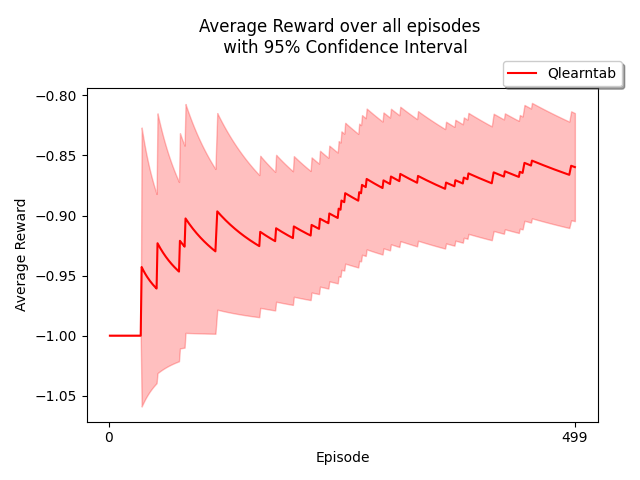 Average Reward over all episodes
with 95% Confidence Interval
Qlearntab
−0.80
−0.85
−0.90
−0.95
−1.00
−1.05
Average Reward
0
499
Episode